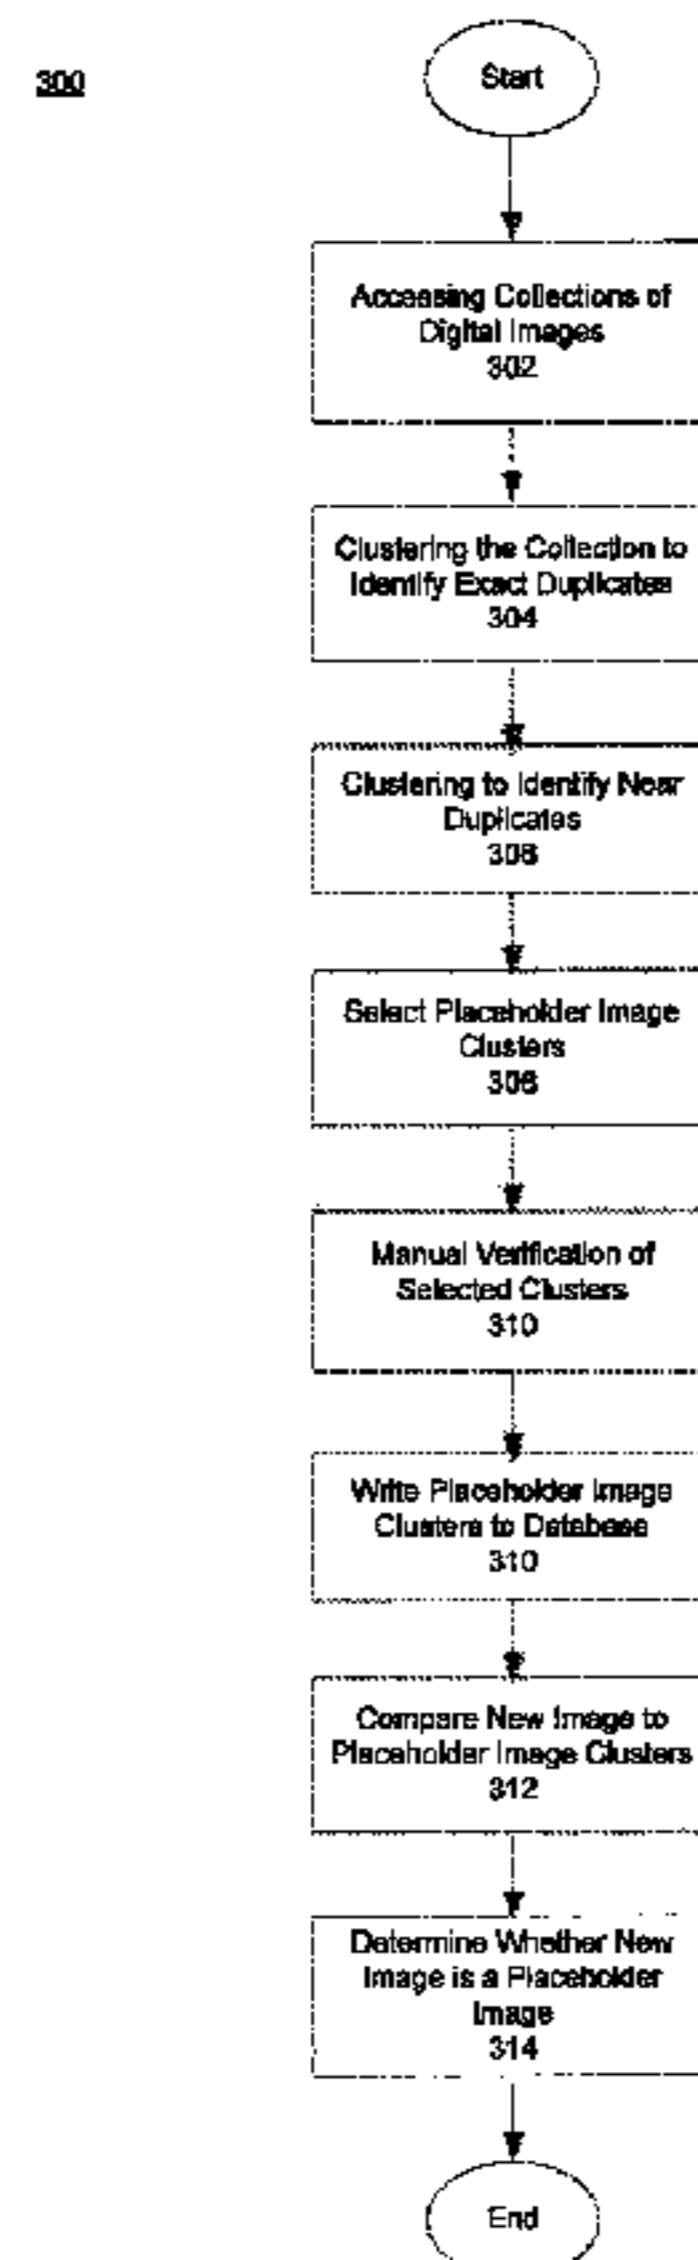 300
Start
Accessing Collections of
Digital Images
302
Clustering the Collection to
Identify Exact Duplicates
304
Clustering to Identify Near
Duplicates
306
Select Placeholder Image
Clusters
308
Manual Verification of
Selected Clusters
310
Write Placeholder Image
Clusters to Database
310
Compare New Image to
Placeholder Image Clusters
312
Determine Whether New
Image is a Placeholder
Image
314
End